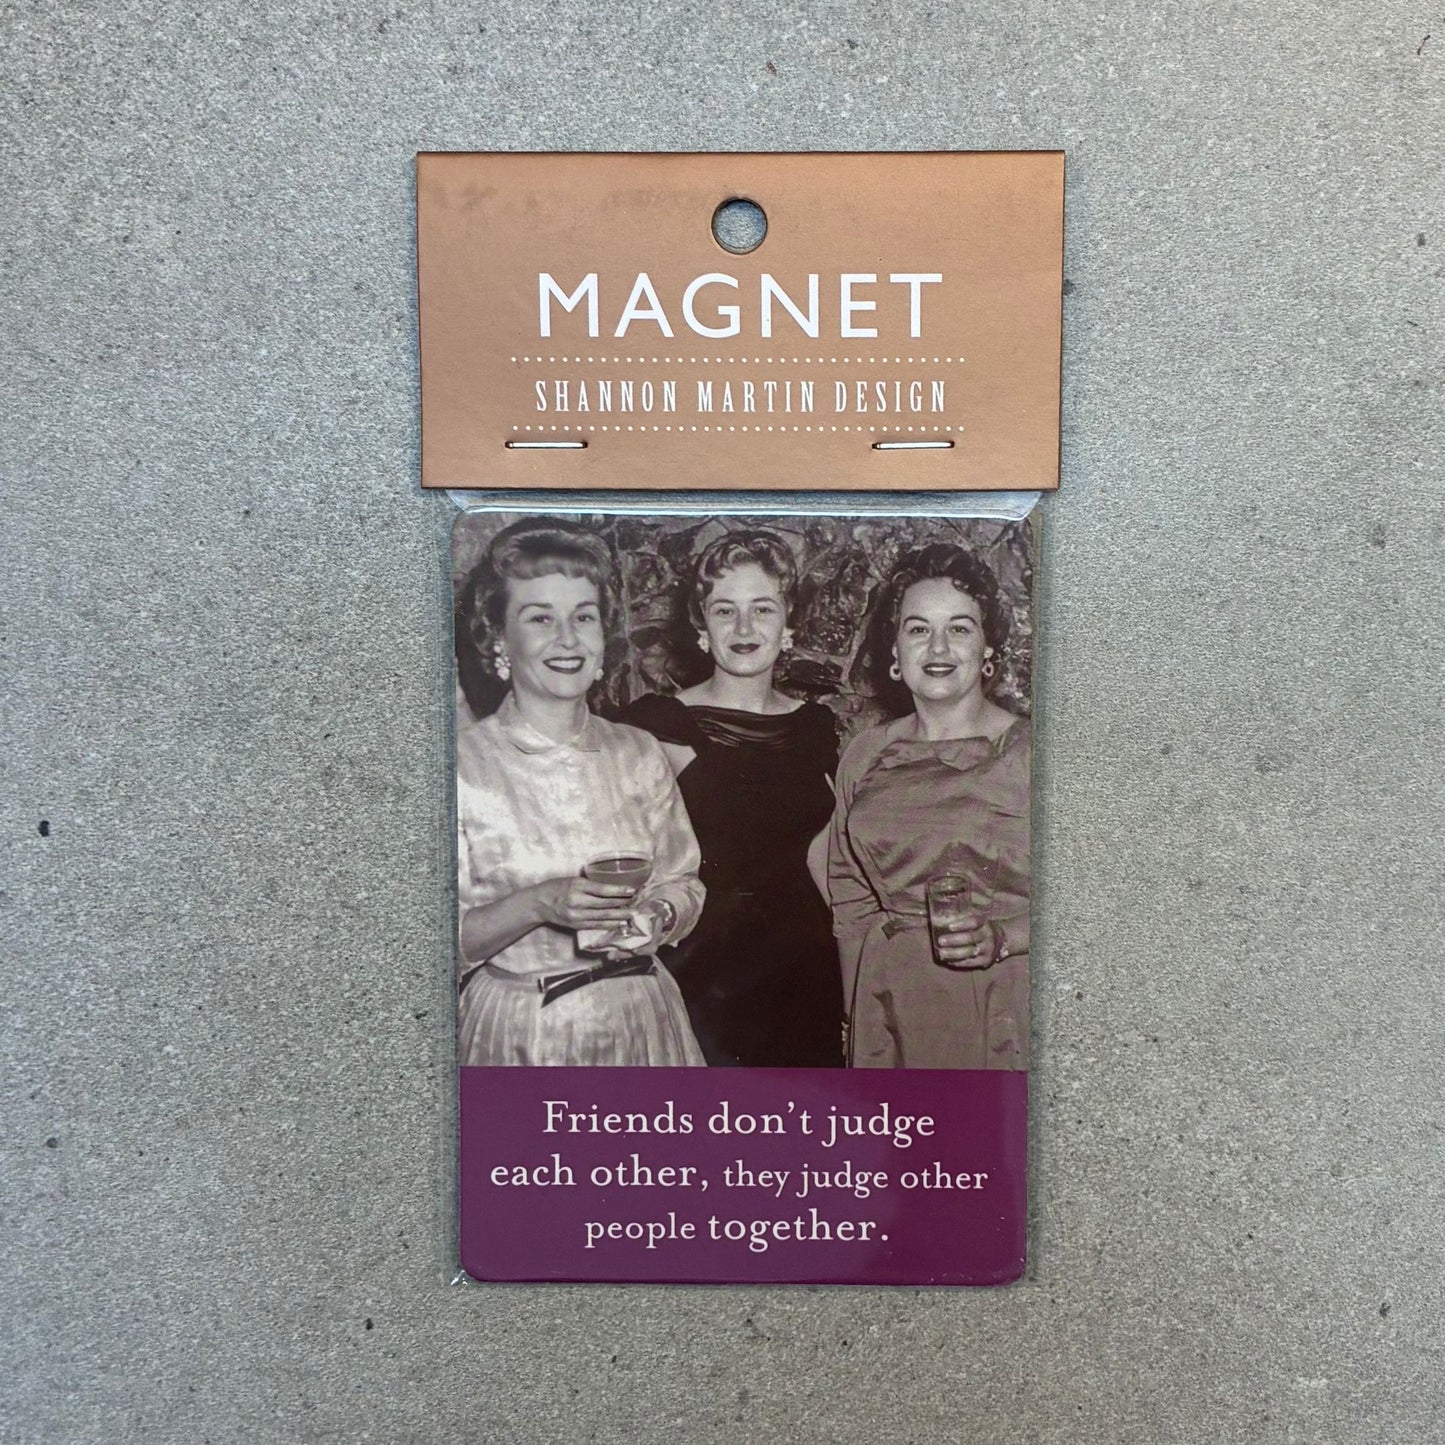 MAGNET
SHANNON MARTIN DESIGN
Friends don’t judge
each other, they judge other
people together.